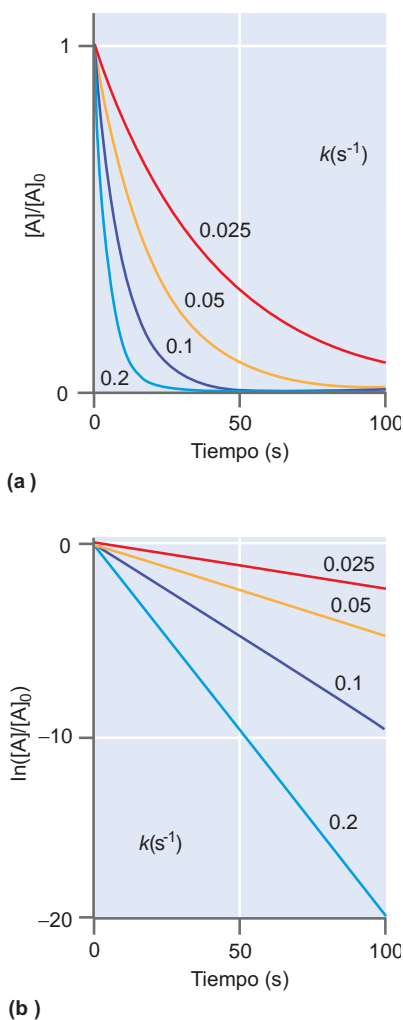 1
[A]/[A]₀
k(s⁻¹)
0.025
0.05
0.1
0.2
0
0
50
100
Tiempo (s)
(a )
0
0.025
0.05
ln([A]/[A]₀)
0.1
−10
0.2
k(s⁻¹)
−20
0
50
100
Tiempo (s)
(b )